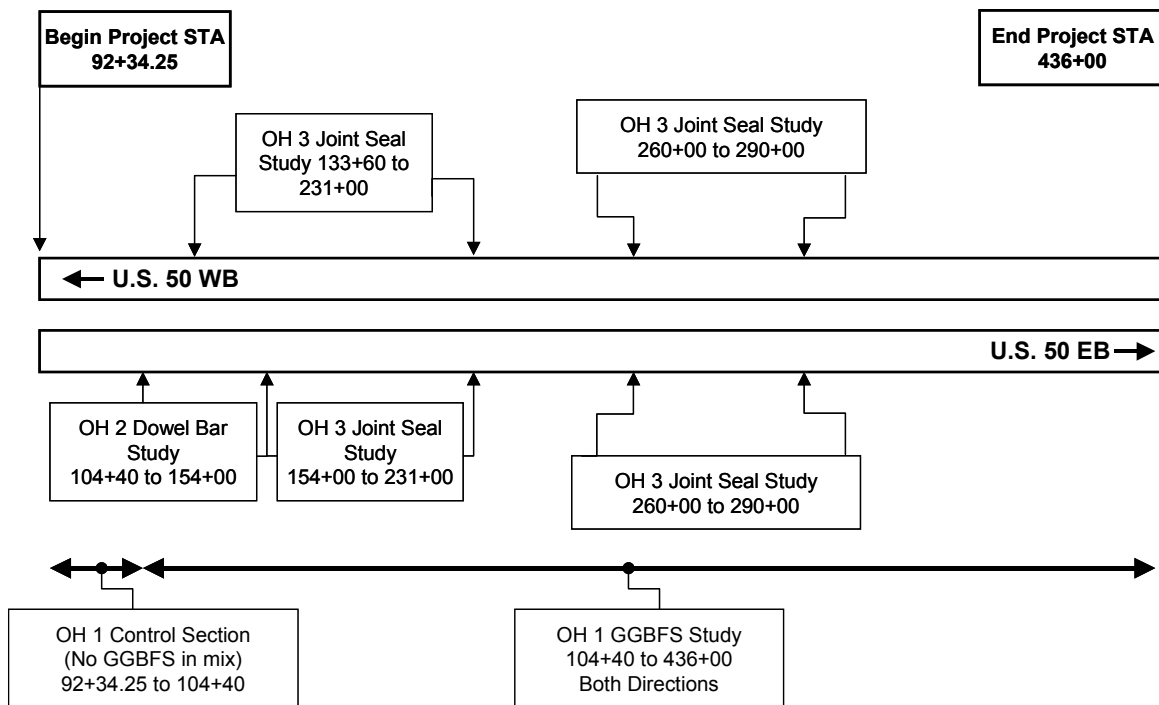 Begin Project STA
92+34.25
End Project STA
436+00
OH 3 Joint Seal
Study 133+60 to
231+00
OH 3 Joint Seal Study
260+00 to 290+00
U.S. 50 WB
U.S. 50 EB
OH 2 Dowel Bar
Study
104+40 to 154+00
OH 3 Joint Seal
Study
154+00 to 231+00
OH 3 Joint Seal Study
260+00 to 290+00
OH 1 Control Section
(No GGBFS in mix)
92+34.25 to 104+40
OH 1 GGBFS Study
104+40 to 436+00
Both Directions